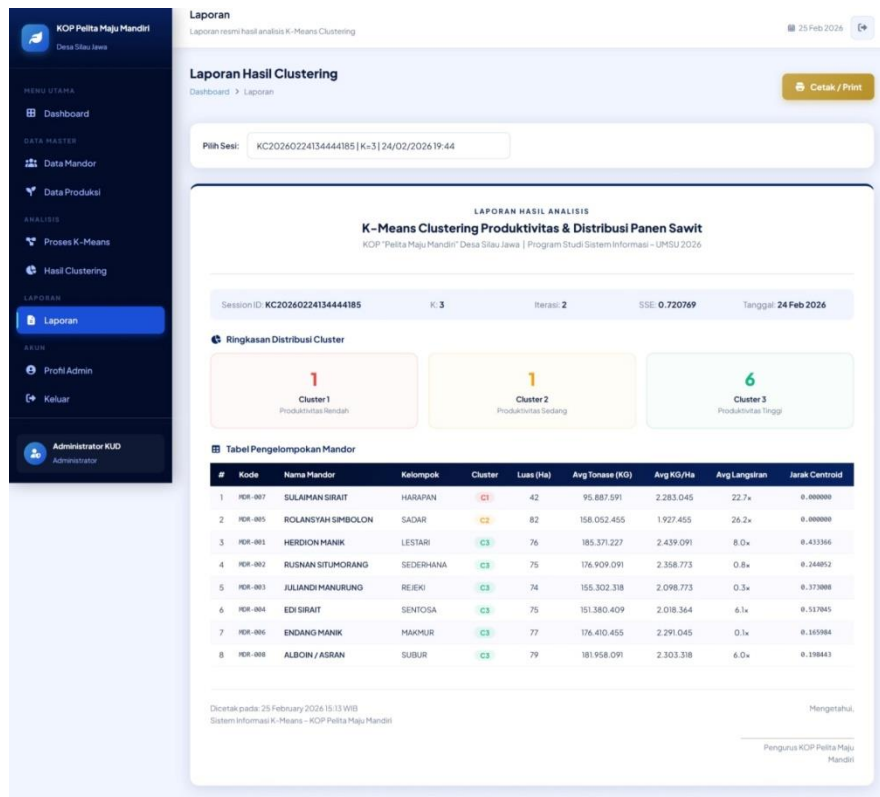 KOP Pelita Maju Mandiri
Desa Silau Jawa
MENU UTAMA
Dashboard
DATA MASTER
Data Mandor
Data Produksi
ANALISIS
Proses K-Means
Hasil Clustering
LAPORAN
Laporan
AKUN
Profil Admin
Keluar
Administrator KUD
Administrator
Laporan
Laporan resmi hasil analisis K-Means Clustering
25 Feb 2026
Laporan Hasil Clustering
Dashboard > Laporan
Cetak / Print
Pilih Sesi: KC20260224134444185 | K=3 | 24/02/2026 19:44
LAPORAN HASIL ANALISIS
K-Means Clustering Produktivitas & Distribusi Panen Sawit
KOP "Pelita Maju Mandiri" Desa Silau Jawa | Program Studi Sistem Informasi – UMSU 2026
Session ID: KC20260224134444185 K: 3 Iterasi: 2 SSE: 0.720769 Tanggal: 24 Feb 2026
Ringkasan Distribusi Cluster
1
Cluster 1
Produktivitas Rendah
1
Cluster 2
Produktivitas Sedang
6
Cluster 3
Produktivitas Tinggi
Tabel Pengelompokan Mandor
# Kode Nama Mandor Kelompok Cluster Luas (Ha) Avg Tonase (KG) Avg KG/Ha Avg Langsiran Jarak Centroid
1 MDR-007 SULAIMAN SIRAIT HARAPAN C1 42 95.887.591 2.283.045 22.7x 0.000000
2 MDR-005 ROLANSYAH SIMBOLON SADAR C2 82 158.052.455 1.927.455 26.2x 0.000000
3 MDR-001 HERDION MANIK LESTARI C3 76 185.371.227 2.439.091 8.0x 0.433366
4 MDR-002 RUSNAN SITUMORANG SEDERHANA C3 75 176.909.091 2.358.773 0.8x 0.244052
5 MDR-003 JULIANDI MANURUNG REJEKI C3 74 155.302.318 2.098.773 0.3x 0.373008
6 MDR-004 EDI SIRAIT SENTOSA C3 75 151.380.409 2.018.364 6.1x 0.517045
7 MDR-006 ENDANG MANIK MAKMUR C3 77 176.410.455 2.291.045 0.1x 0.165984
8 MDR-008 ALBOIN / ASRAN SUBUR C3 79 181.958.091 2.303.318 6.0x 0.198443
Dicetak pada: 25 February 2026 15:13 WIB
Sistem Informasi K-Means – KOP Pelita Maju Mandiri
Mengetahui,
Pengurus KOP Pelita Maju
Mandiri